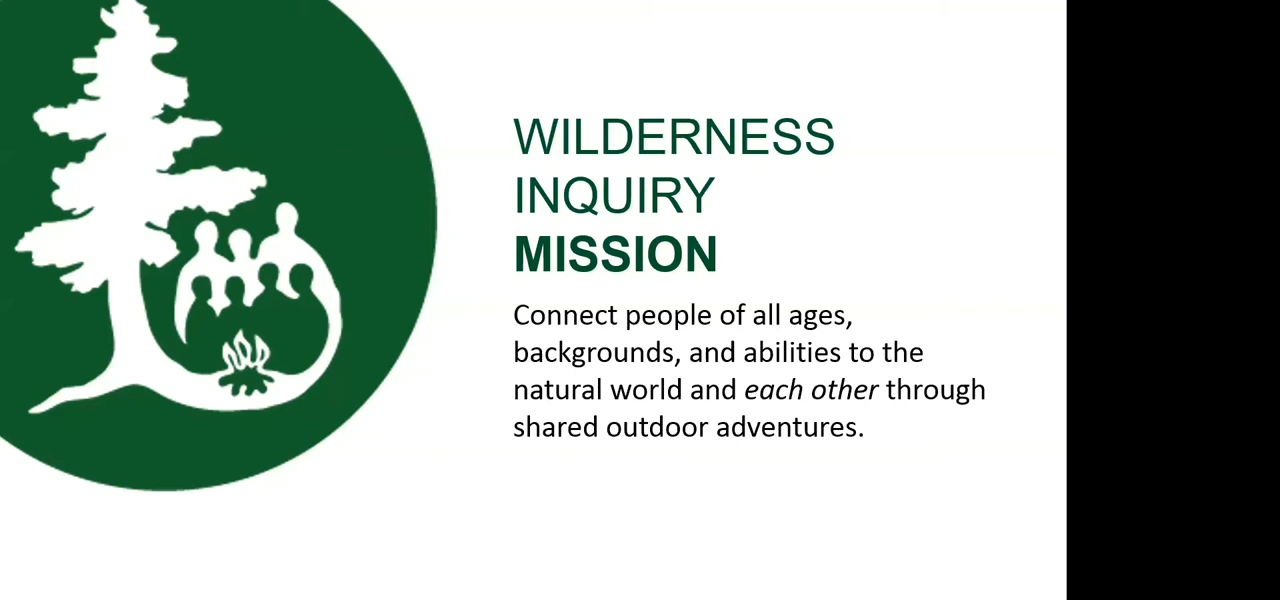 WILDERNESS
INQUIRY
MISSION
Connect people of all ages,
backgrounds, and abilities to the
natural world and each other through
shared outdoor adventures.